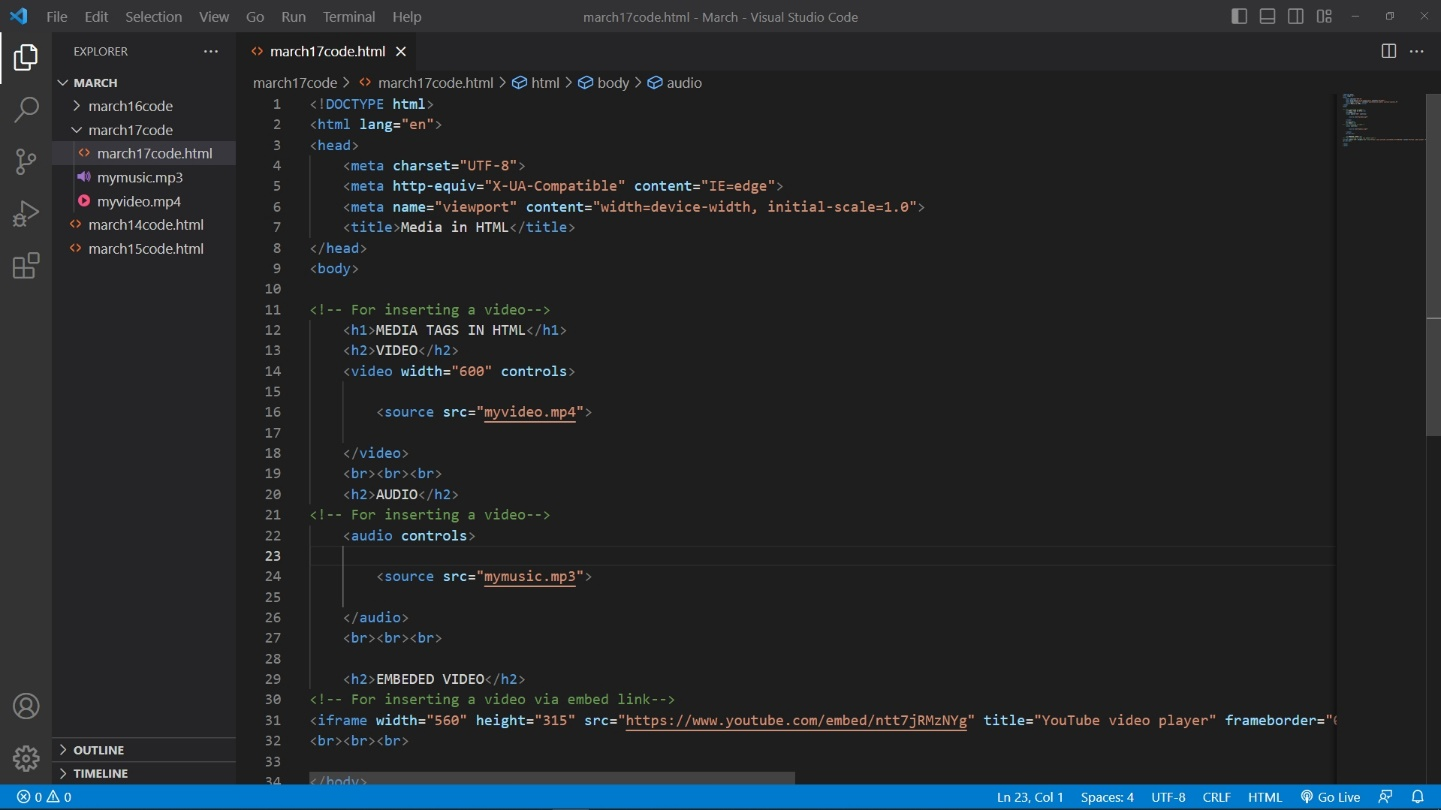 File Edit Selection View Go Run Terminal Help march17code.html - March - Visual Studio Code
EXPLORER
MARCH
march16code
march17code
march17code.html
mymusic.mp3
myvideo.mp4
march14code.html
march15code.html
OUTLINE
TIMELINE
march17code.html
march17code > march17code.html > html > body > audio
1 <!DOCTYPE html>
2 <html lang="en">
3 <head>
4 <meta charset="UTF-8">
5 <meta http-equiv="X-UA-Compatible" content="IE=edge">
6 <meta name="viewport" content="width=device-width, initial-scale=1.0">
7 <title>Media in HTML</title>
8 </head>
9 <body>
10
11 <!-- For inserting a video-->
12 <h1>MEDIA TAGS IN HTML</h1>
13 <h2>VIDEO</h2>
14 <video width="600" controls>
15
16 <source src="myvideo.mp4">
17
18 </video>
19 <br><br><br>
20 <h2>AUDIO</h2>
21 <!-- For inserting a video-->
22 <audio controls>
23
24 <source src="mymusic.mp3">
25
26 </audio>
27 <br><br><br>
28
29 <h2>EMBEDED VIDEO</h2>
30 <!-- For inserting a video via embed link-->
31 <iframe width="560" height="315" src="https://www.youtube.com/embed/ntt7jRMzNYg" title="YouTube video player" frameborder="
32 <br><br><br>
33
34 </body>
0 0 Ln 23, Col 1 Spaces: 4 UTF-8 CRLF HTML Go Live